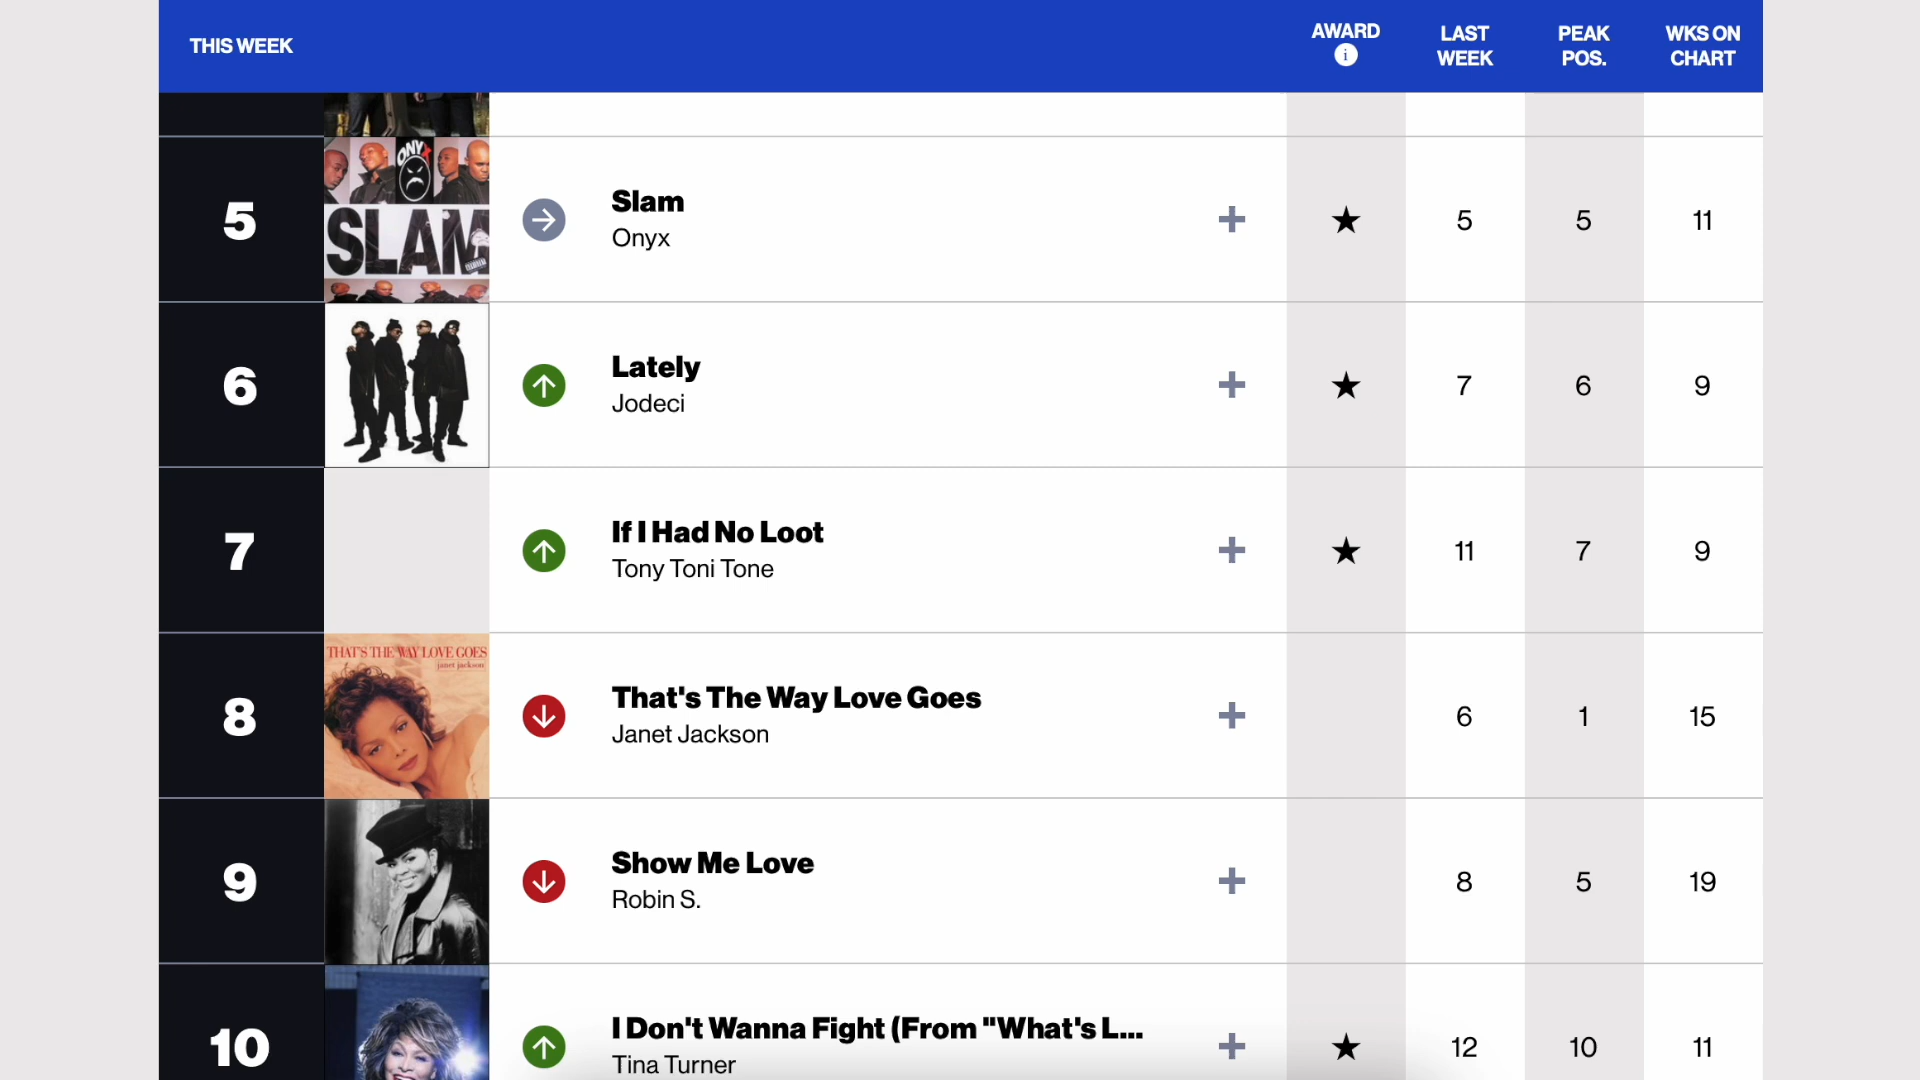 THIS WEEK
AWARD
i
LAST
WEEK
PEAK
POS.
WKS ON
CHART
5
ONYX
SLAM
Slam
Onyx
5
5
11
6
Lately
Jodeci
7
6
9
7
If I Had No Loot
Tony Toni Tone
11
7
9
8
THAT'S THE WAY LOVE GOES
janet jackson
That's The Way Love Goes
Janet Jackson
6
1
15
9
Show Me Love
Robin S.
8
5
19
10
I Don't Wanna Fight (From "What's L...
Tina Turner
12
10
11